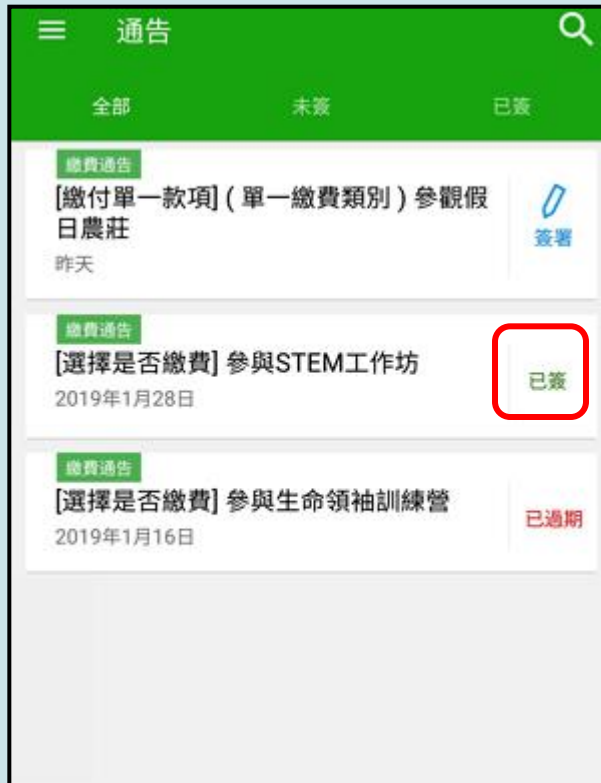 通告
全部 未簽 已簽
繳費通告
[繳付單一款項] ( 單一繳費類別 ) 參觀假
日農莊
簽署
昨天
繳費通告
[選擇是否繳費] 參與STEM工作坊
已簽
2019年1月28日
繳費通告
[選擇是否繳費] 參與生命領袖訓練營
已過期
2019年1月16日